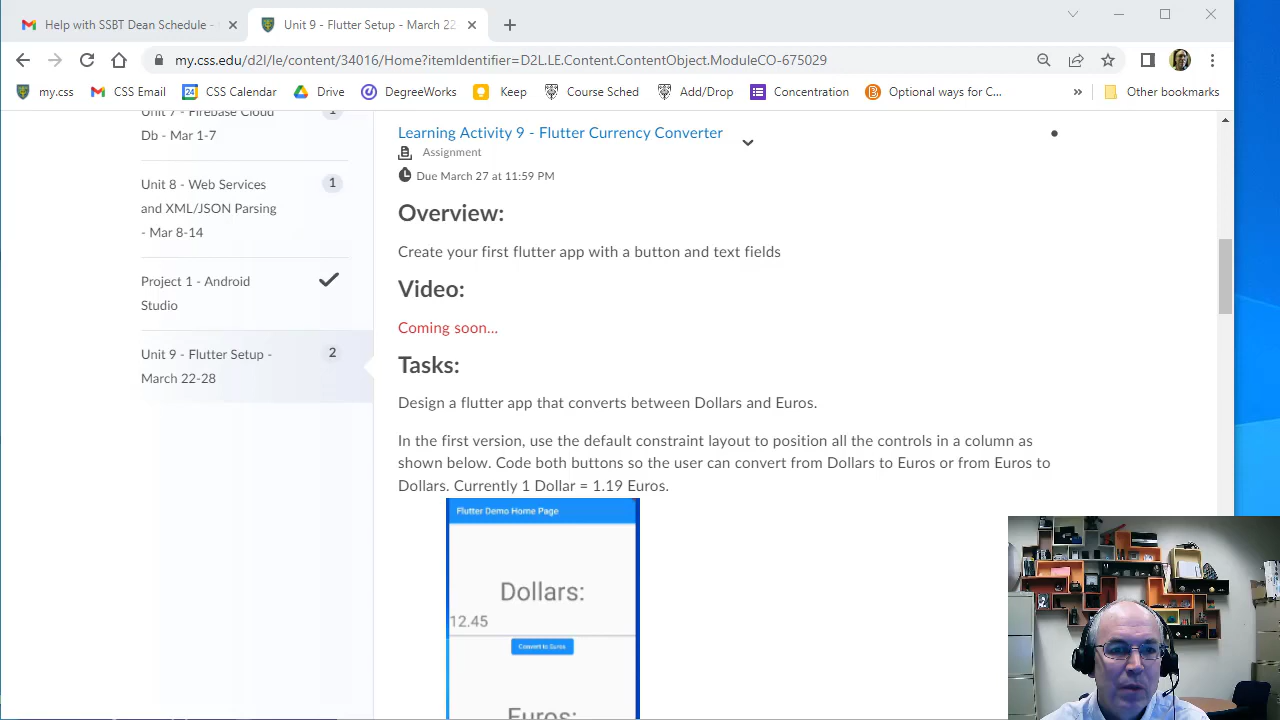 Help with SSBT Dean Schedule -
Unit 9 - Flutter Setup - March 22
my.css.edu/d2l/le/content/34016/Home?itemIdentifier=D2L.LE.Content.ContentObject.ModuleCO-675029
my.css
CSS Email
CSS Calendar
Drive
DegreeWorks
Keep
Course Sched
Add/Drop
Concentration
Optional ways for C...
»
Other bookmarks
Unit 7 - Firebase Cloud
Db - Mar 1-7
1
Unit 8 - Web Services
and XML/JSON Parsing
- Mar 8-14
1
Project 1 - Android
Studio
Unit 9 - Flutter Setup -
March 22-28
2
Learning Activity 9 - Flutter Currency Converter
Assignment
Due March 27 at 11:59 PM
Overview:
Create your first flutter app with a button and text fields
Video:
Coming soon...
Tasks:
Design a flutter app that converts between Dollars and Euros.
In the first version, use the default constraint layout to position all the controls in a column as
shown below. Code both buttons so the user can convert from Dollars to Euros or from Euros to
Dollars. Currently 1 Dollar = 1.19 Euros.
Flutter Demo Home Page
Dollars:
12.45
Convert to Euros
Euros: